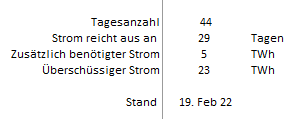 Tagesanzahl 44
Strom reicht aus an 29 Tagen
Zusätzlich benötigter Strom 5 TWh
Überschüssiger Strom 23 TWh
Stand 19. Feb 22